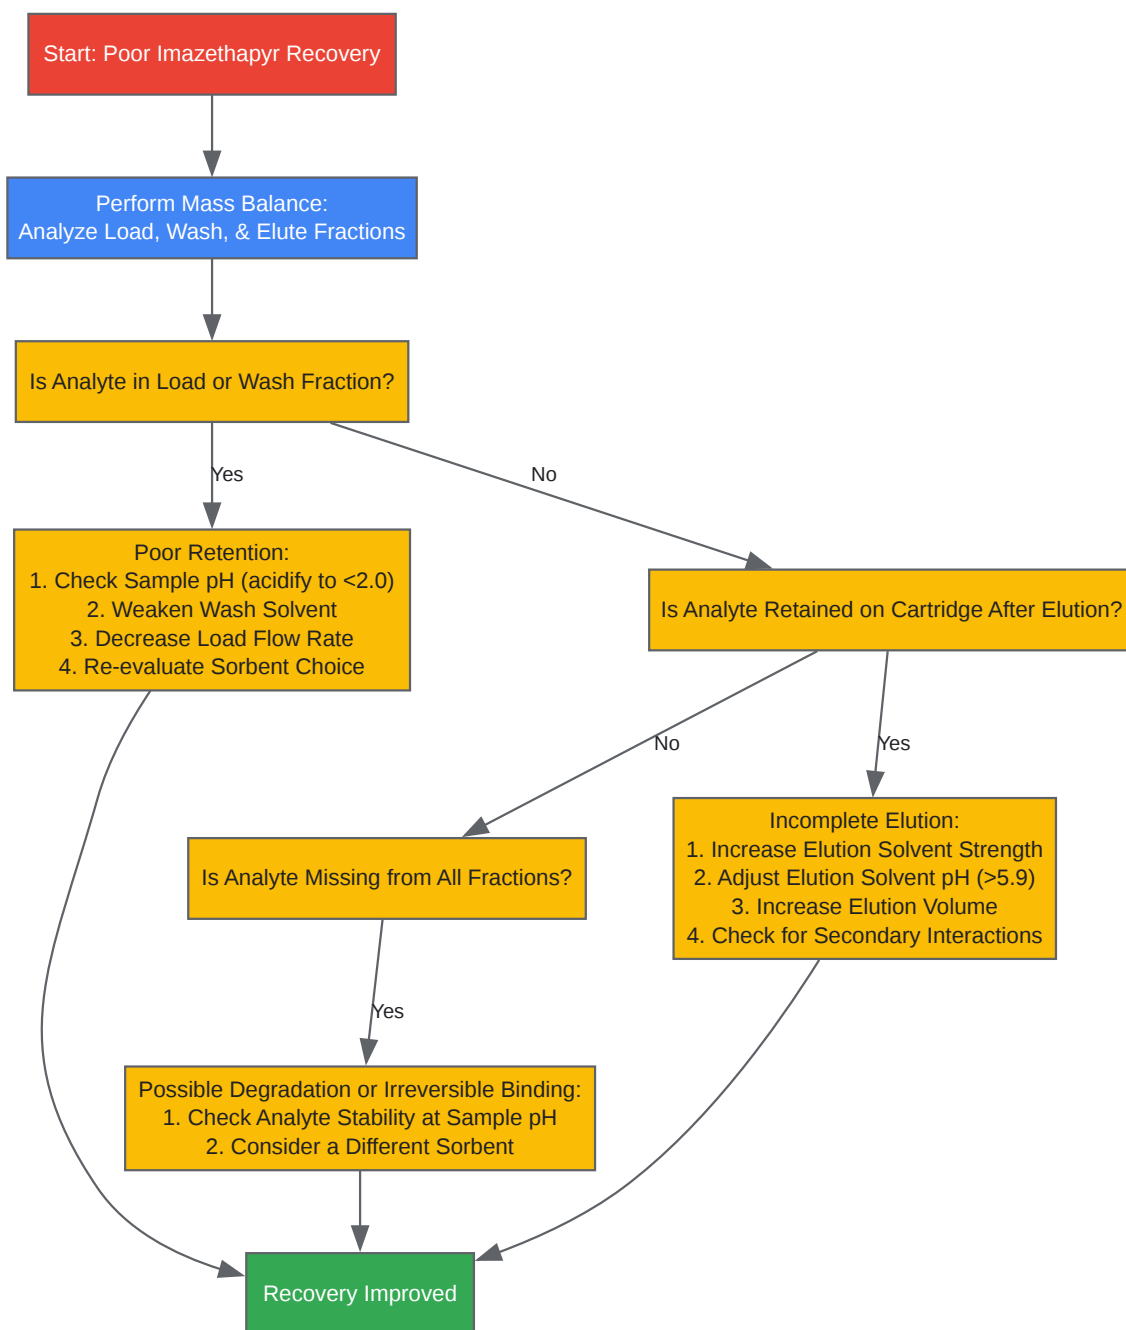 Start: Poor Imazethapyr Recovery
Perform Mass Balance:
Analyze Load, Wash, & Elute Fractions
Is Analyte in Load or Wash Fraction?
Yes
No
Poor Retention:
1. Check Sample pH (acidify to <2.0)
2. Weaken Wash Solvent
3. Decrease Load Flow Rate
4. Re-evaluate Sorbent Choice
Is Analyte Retained on Cartridge After Elution?
No
Yes
Is Analyte Missing from All Fractions?
Incomplete Elution:
1. Increase Elution Solvent Strength
2. Adjust Elution Solvent pH (>5.9)
3. Increase Elution Volume
4. Check for Secondary Interactions
Yes
Possible Degradation or Irreversible Binding:
1. Check Analyte Stability at Sample pH
2. Consider a Different Sorbent
Recovery Improved